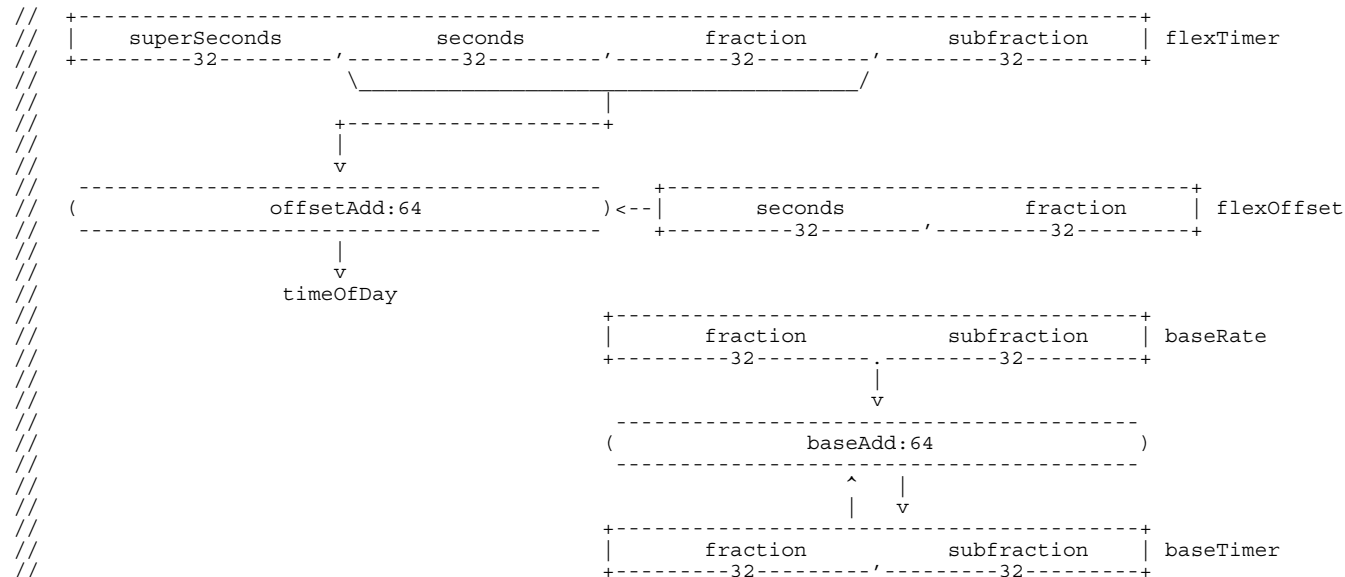 //  +-----------------------------------------------------------------------------------+
//  |    superSeconds            seconds              fraction           subfraction    | flexTimer
//  +---------32---------′---------32---------′---------32---------′---------32---------+
//                        \_______________________________________/
//                                            |
//                       +--------------------+
//                       |
//                       v
//   -----------------------------------------    +------------------------------------------+
//  (               offsetAdd:64              )<--|       seconds              fraction      | flexOffset
//   -----------------------------------------    +----------32--------′---------32----------+
//                       |
//                       v
//                  timeOfDay
//                                            +-----------------------------------------+
//                                            |       fraction           subfraction    | baseRate
//                                            +---------32---------.---------32---------+
//                                                                 |
//                                                                 v
//                                             -----------------------------------------
//                                            (               baseAdd:64                )
//                                             -----------------------------------------
//                                                               ^   |
//                                                               |   v
//                                            +-----------------------------------------+
//                                            |       fraction           subfraction    | baseTimer
//                                            +---------32---------′---------32---------+